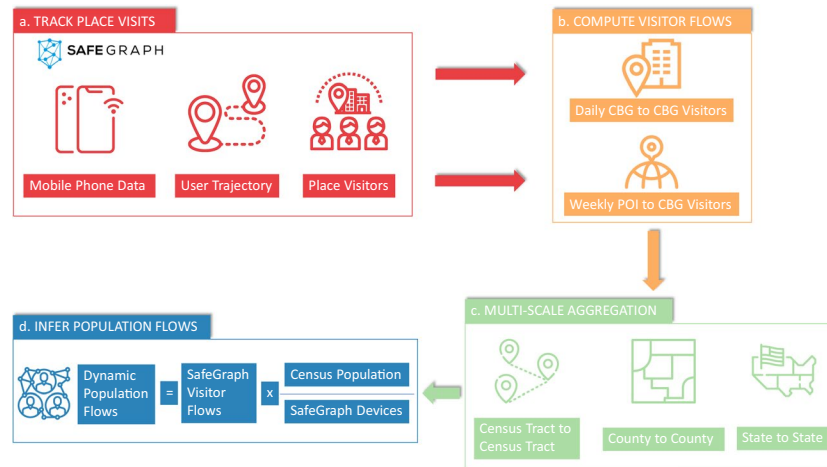 a. TRACK PLACE VISITS
SAFEGRAPH
Mobile Phone Data
User Trajectory
Place Visitors
b. COMPUTE VISITOR FLOWS
Daily CBG to CBG Visitors
Weekly POI to CBG Visitors
c. MULTI-SCALE AGGREGATION
Census Tract to
Census Tract
County to County
State to State
d. INFER POPULATION FLOWS
Dynamic
Population
Flows
=
SafeGraph
Visitor
Flows
x
Census Population
SafeGraph Devices